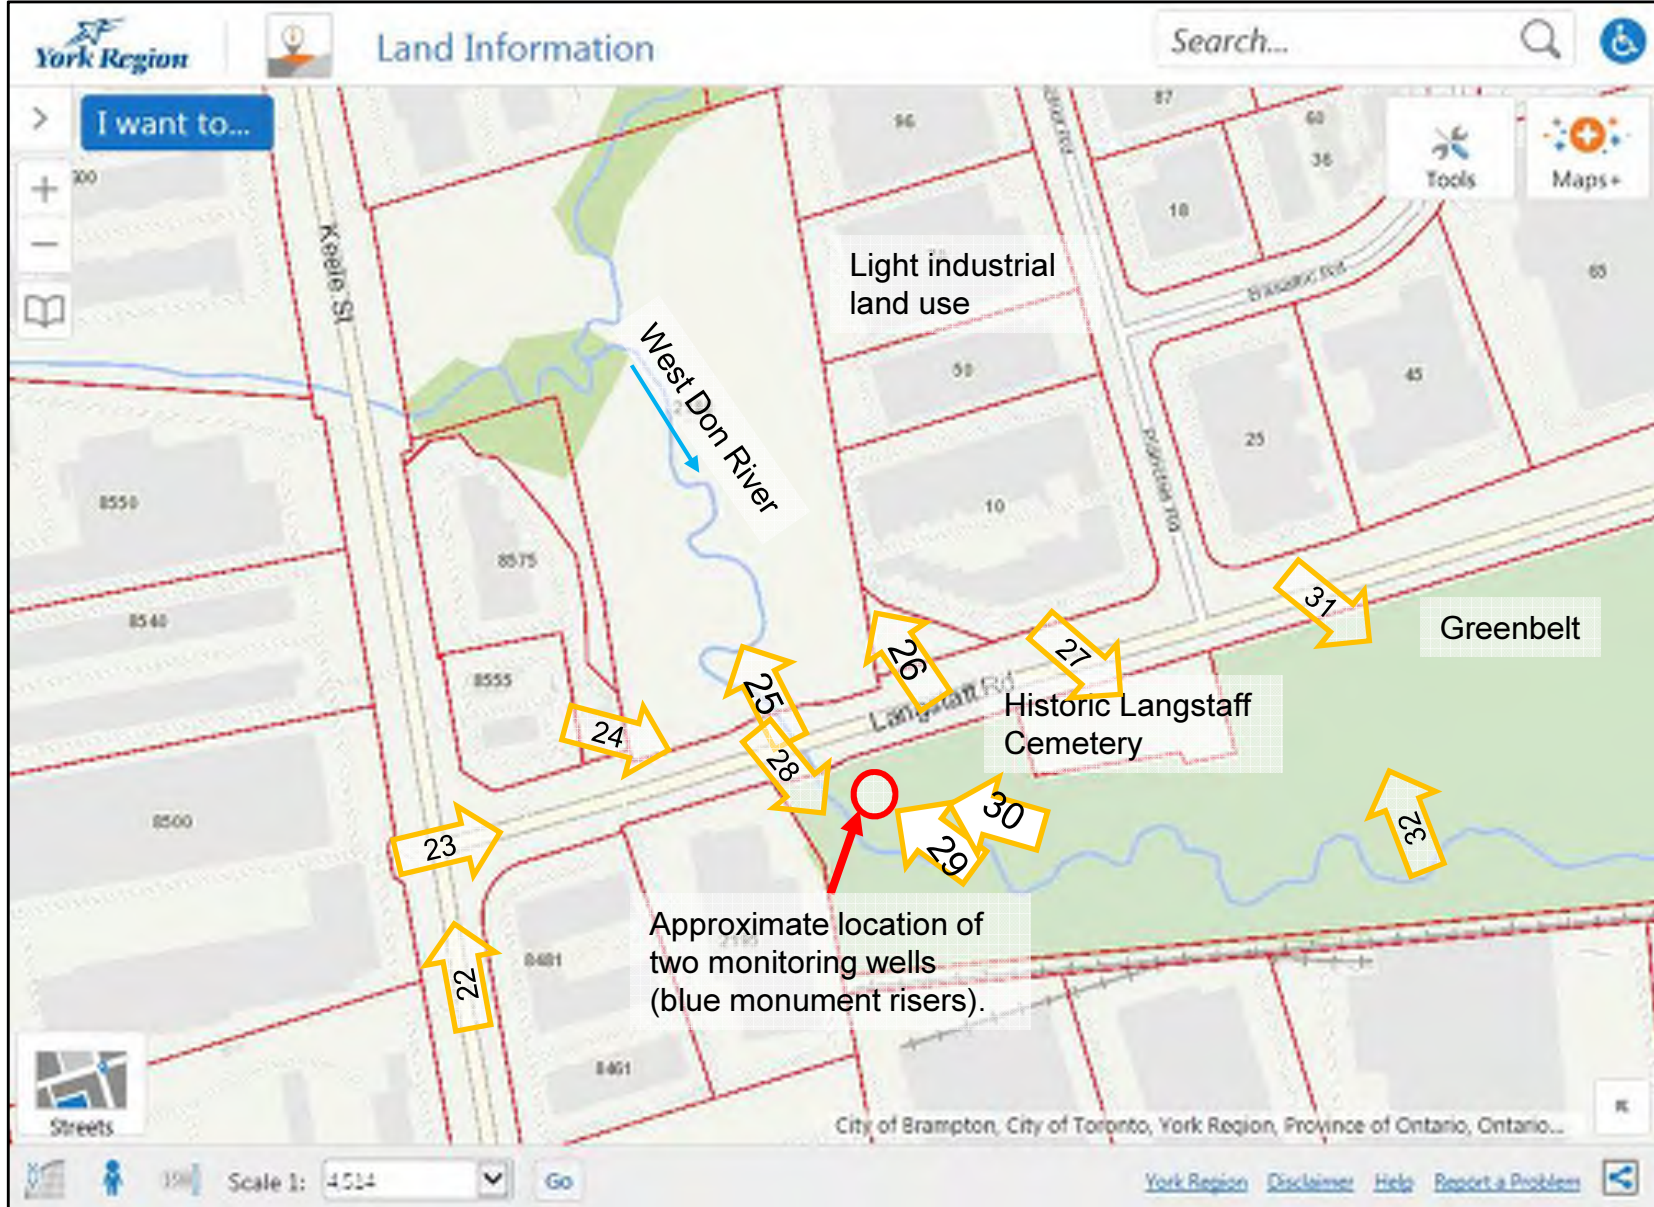 York Region
Land Information
Search...
I want to...
Tools
Maps+
96
87
60
36
18
65
Keele St
Light industrial
land use
West Don River
50
45
25
10
8550
8575
8540
8555
8500
8481
8461
Langstaff Rd
Historic Langstaff
Cemetery
Greenbelt
22
23
24
25
26
27
28
29
30
31
32
Approximate location of
two monitoring wells
(blue monument risers).
Streets
City of Brampton, City of Toronto, York Region, Province of Ontario, Ontario...
Scale 1:
4514
Go
York Region
Disclaimer
Help
Report a Problem